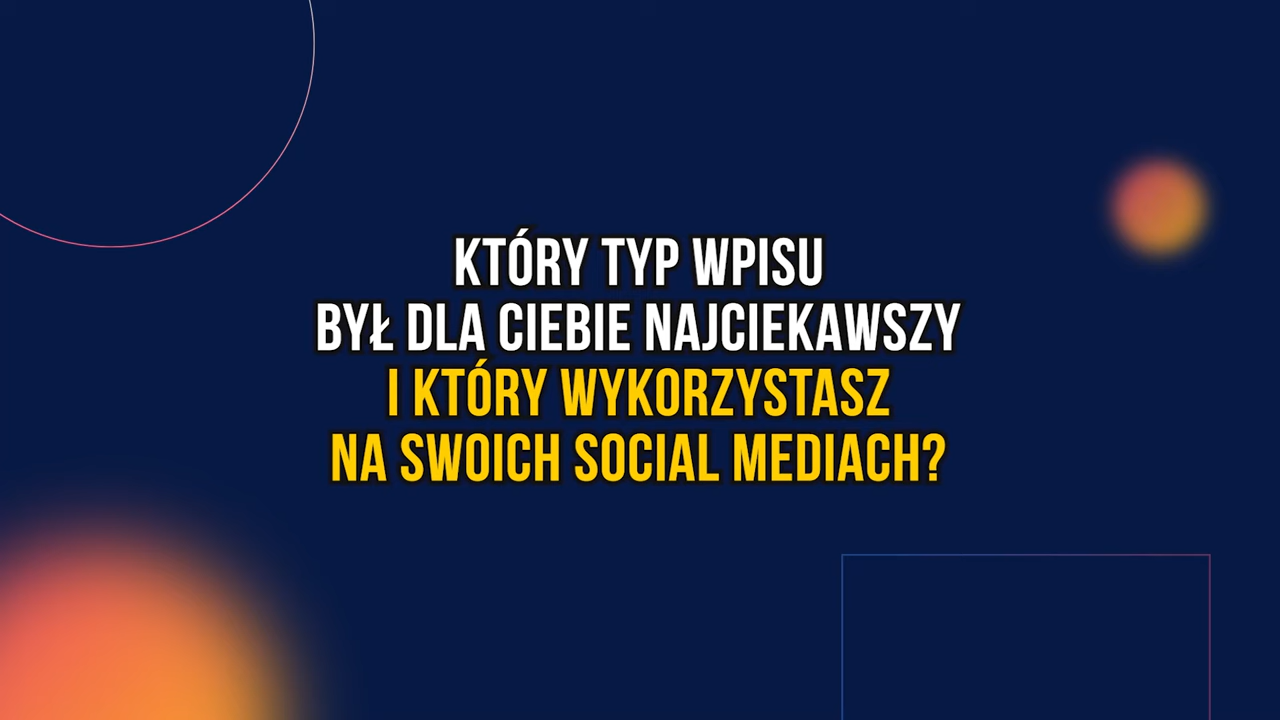 KTÓRY TYP WPISU
BYŁ DLA CIEBIE NAJCIEKAWSZY
I KTÓRY WYKORZYSTASZ
NA SWOICH SOCIAL MEDIACH?